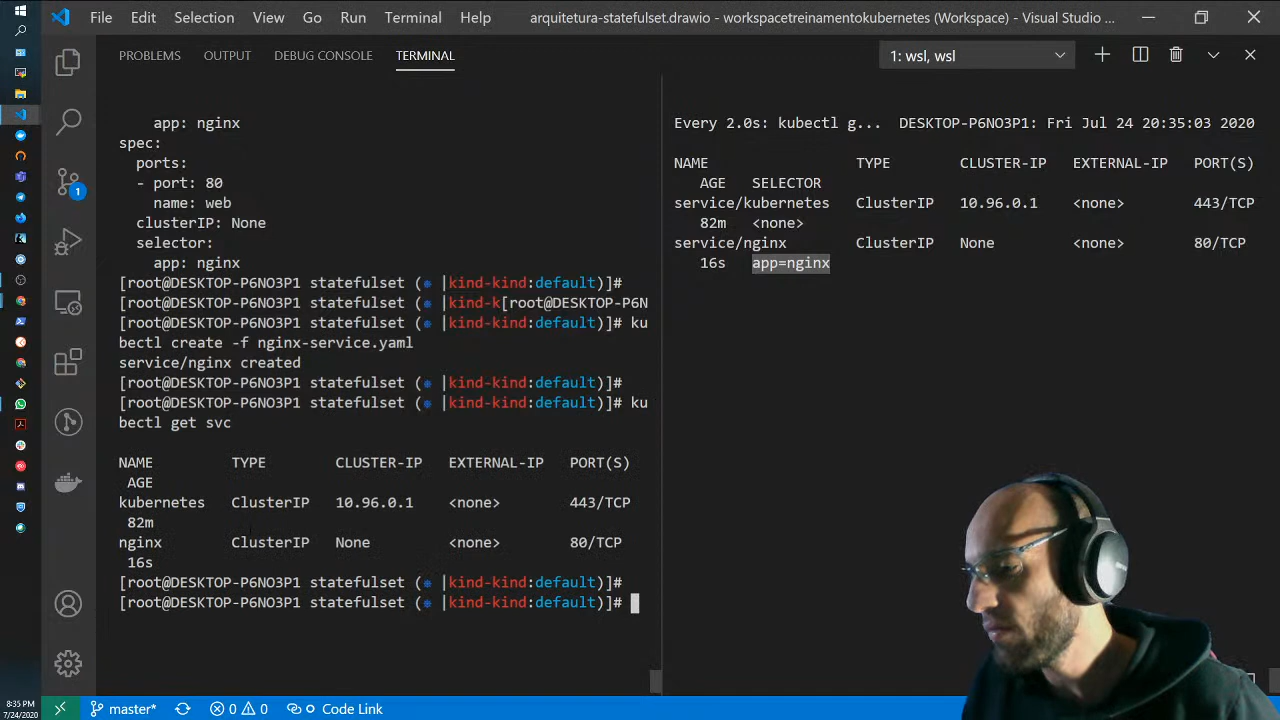 File Edit Selection View Go Run Terminal Help arquitetura-statefulset.drawio - workspacetreinamentokubernetes (Workspace) - Visual Studio ...
PROBLEMS OUTPUT DEBUG CONSOLE TERMINAL 1: wsl, wsl
app: nginx
spec:
ports:
- port: 80
name: web
clusterIP: None
selector:
app: nginx
[root@DESKTOP-P6NO3P1 statefulset (⎈ |kind-kind:default)]#
[root@DESKTOP-P6NO3P1 statefulset (⎈ |kind-k[root@DESKTOP-P6N
[root@DESKTOP-P6NO3P1 statefulset (⎈ |kind-kind:default)]# ku
bectl create -f nginx-service.yaml
service/nginx created
[root@DESKTOP-P6NO3P1 statefulset (⎈ |kind-kind:default)]#
[root@DESKTOP-P6NO3P1 statefulset (⎈ |kind-kind:default)]# ku
bectl get svc
NAME TYPE CLUSTER-IP EXTERNAL-IP PORT(S)
AGE
kubernetes ClusterIP 10.96.0.1 <none> 443/TCP
82m
nginx ClusterIP None <none> 80/TCP
16s
[root@DESKTOP-P6NO3P1 statefulset (⎈ |kind-kind:default)]#
[root@DESKTOP-P6NO3P1 statefulset (⎈ |kind-kind:default)]#
Every 2.0s: kubectl g... DESKTOP-P6NO3P1: Fri Jul 24 20:35:03 2020
NAME TYPE CLUSTER-IP EXTERNAL-IP PORT(S)
AGE SELECTOR
service/kubernetes ClusterIP 10.96.0.1 <none> 443/TCP
82m <none>
service/nginx ClusterIP None <none> 80/TCP
16s app=nginx
1
8:35 PM
7/24/2020
master* 0 0 Code Link